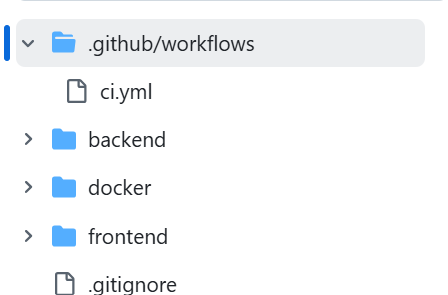 .github/workflows
ci.yml
backend
docker
frontend
.gitignore